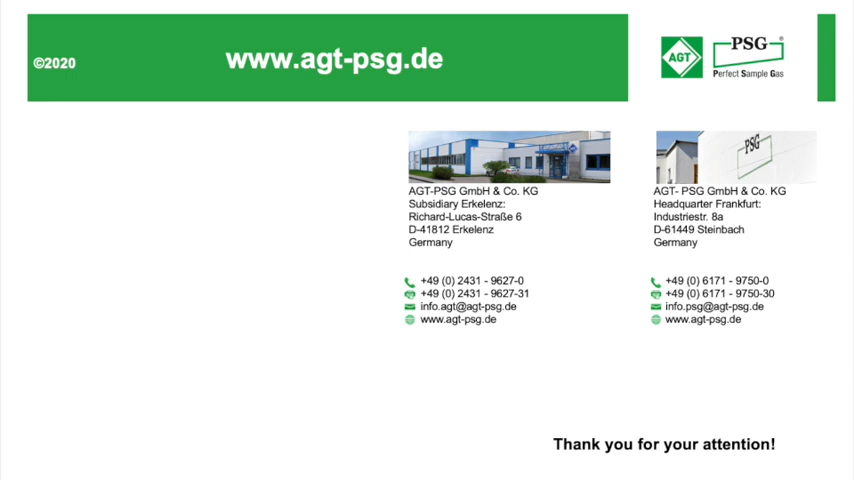 ©2020
www.agt-psg.de
AGT
PSG®
Perfect Sample Gas
PSG
AGT-PSG GmbH & Co. KG
Subsidiary Erkelenz:
Richard-Lucas-Straße 6
D-41812 Erkelenz
Germany
+49 (0) 2431 - 9627-0
+49 (0) 2431 - 9627-31
info.agt@agt-psg.de
www.agt-psg.de
AGT- PSG GmbH & Co. KG
Headquarter Frankfurt:
Industriestr. 8a
D-61449 Steinbach
Germany
+49 (0) 6171 - 9750-0
+49 (0) 6171 - 9750-30
info.psg@agt-psg.de
www.agt-psg.de
Thank you for your attention!